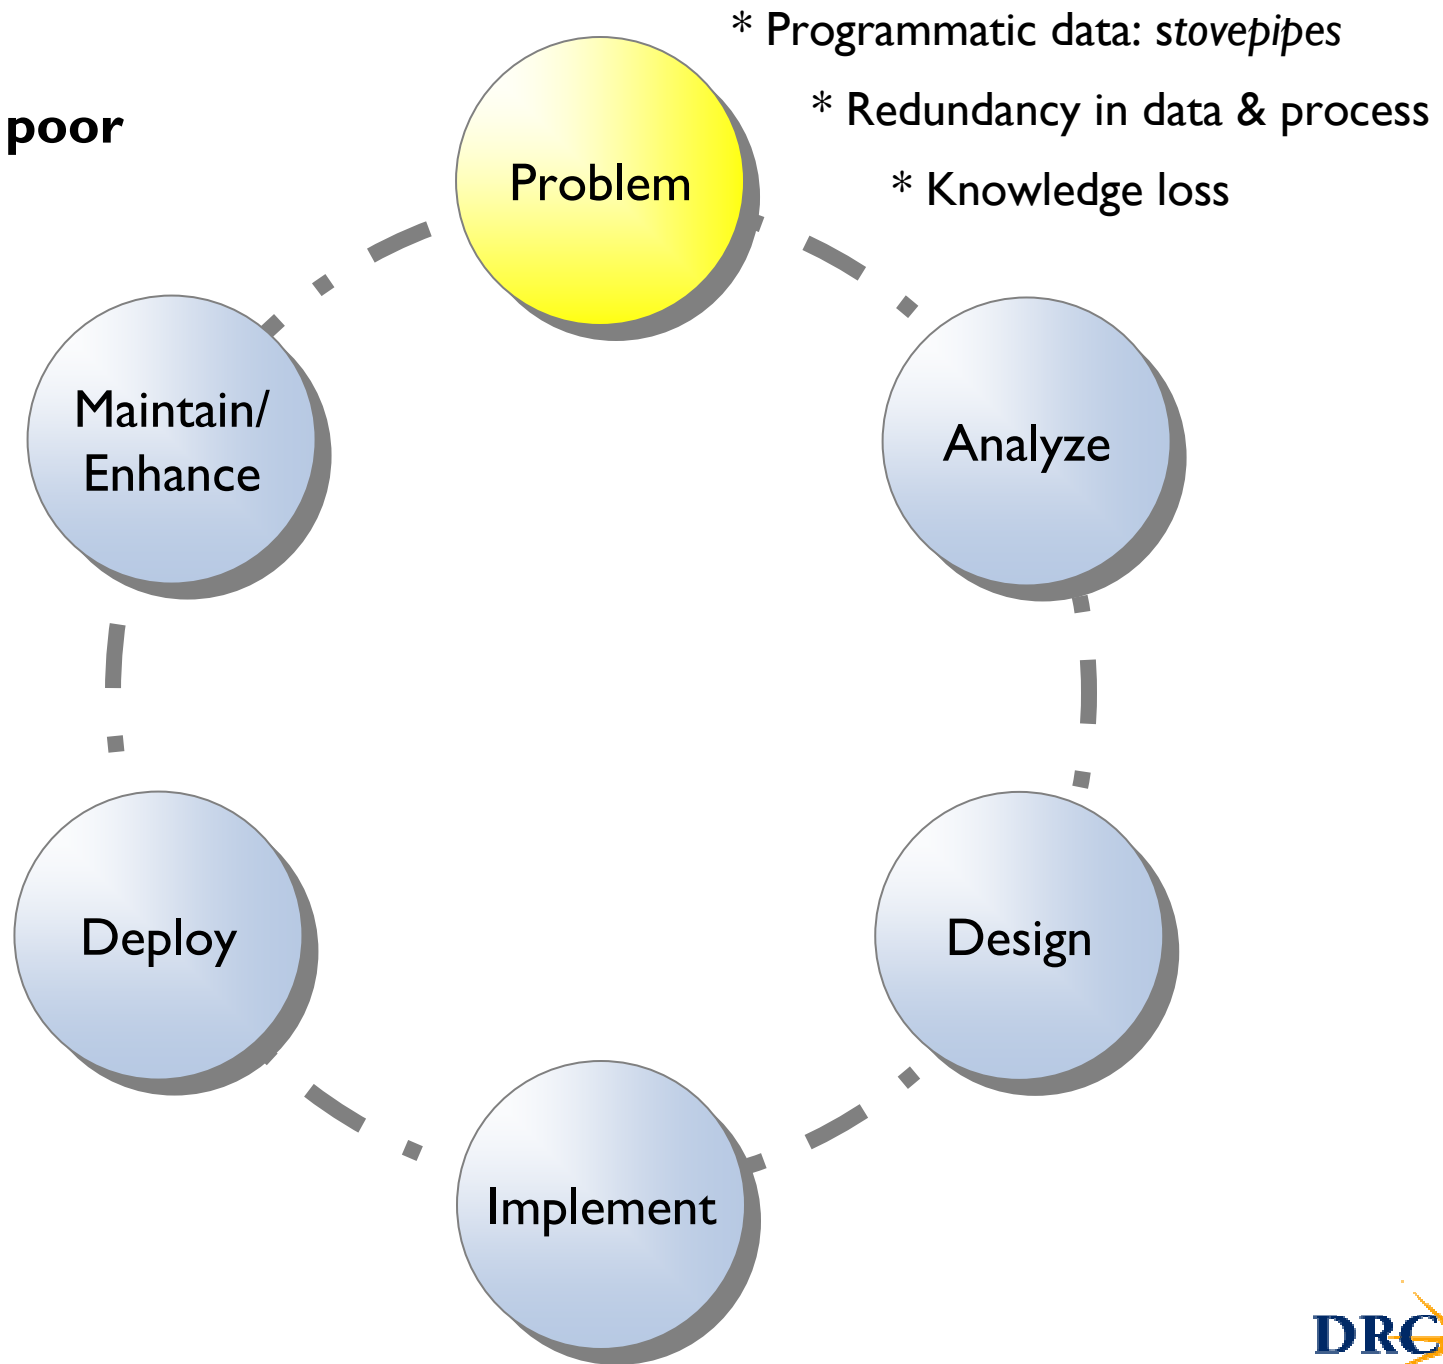 * Programmatic data: stovepipes
poor
* Redundancy in data & process
* Knowledge loss
Problem
Maintain/
Enhance
Analyze
Deploy
Design
Implement
DRC